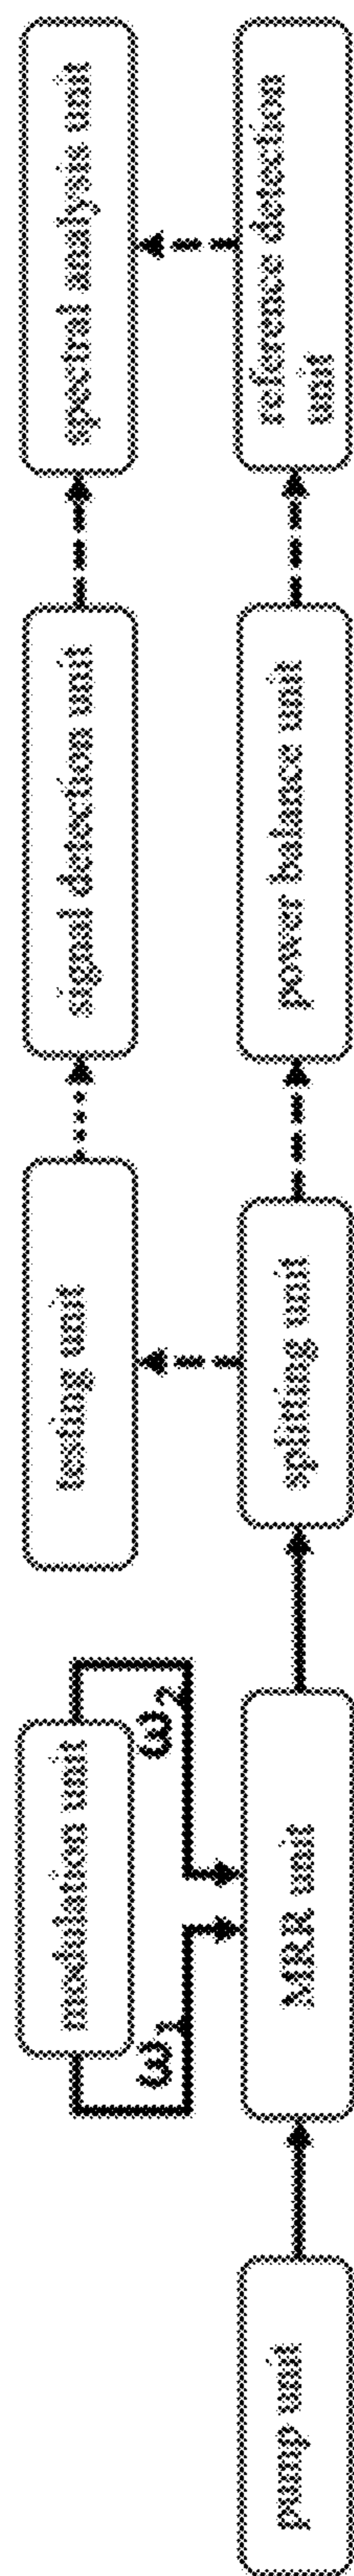 modulation unit
ω1
ω2
testing unit
signal detection unit
spectral analysis unit
pump unit
MRR unit
splitting unit
power balance unit
reference detection
unit